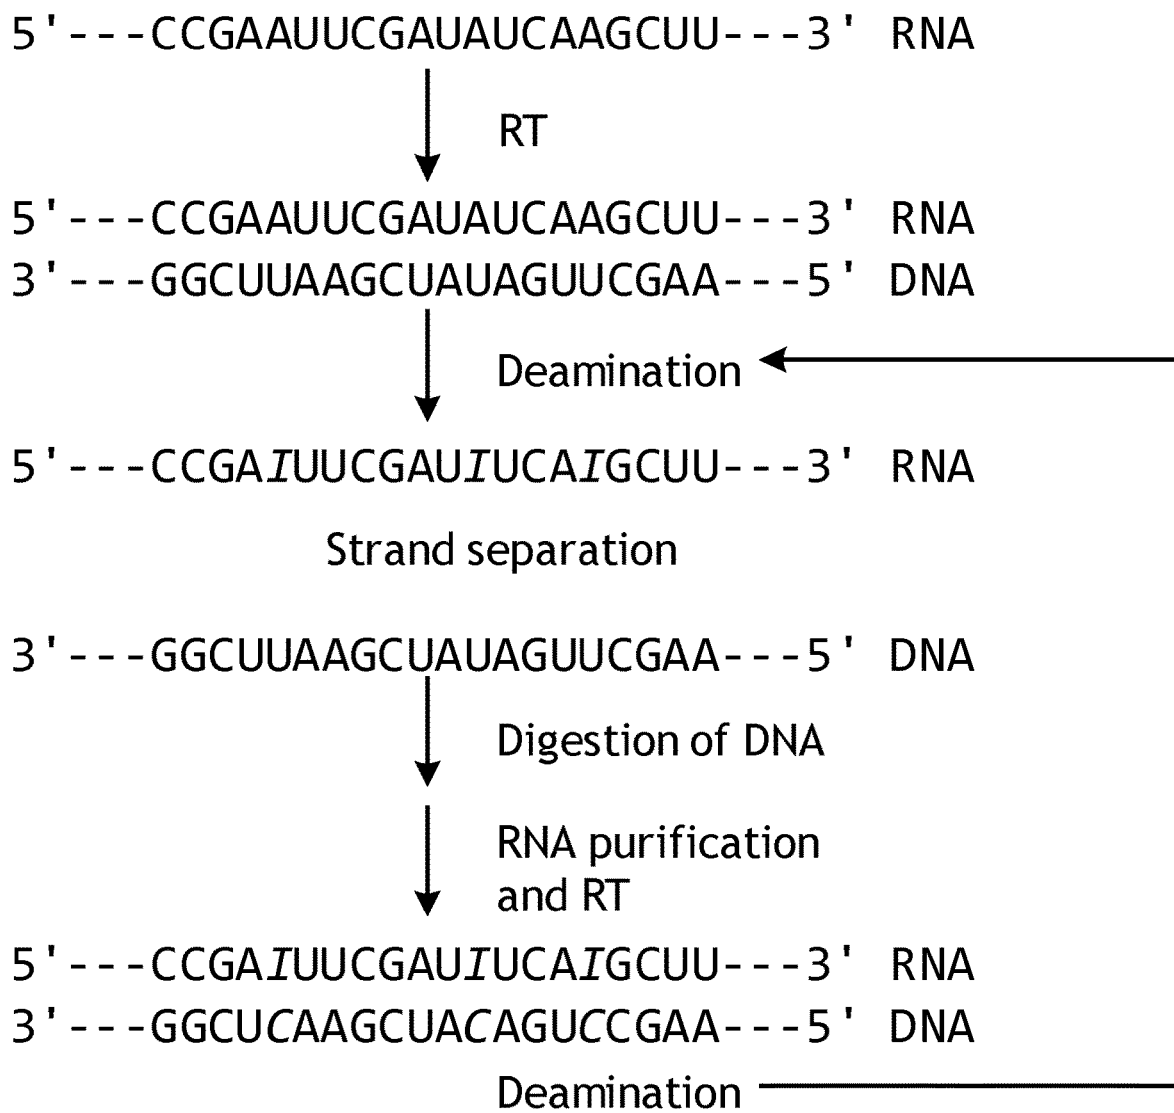 5'---CCGAAUUCGAUAUCAAGCUU---3' RNA
RT
5'---CCGAAUUCGAUAUCAAGCUU---3' RNA
3'---GGCUUAAGCUAUAGUUCGAA---5' DNA
Deamination
5'---CCGAIUUCGAUIUCAIGCUU---3' RNA
Strand separation
3'---GGCUUAAGCUAUAGUUCGAA---5' DNA
Digestion of DNA
RNA purification
and RT
5'---CCGAIUUCGAUIUCAIGCUU---3' RNA
3'---GGCUCAAGCUACAGUCCGAA---5' DNA
Deamination